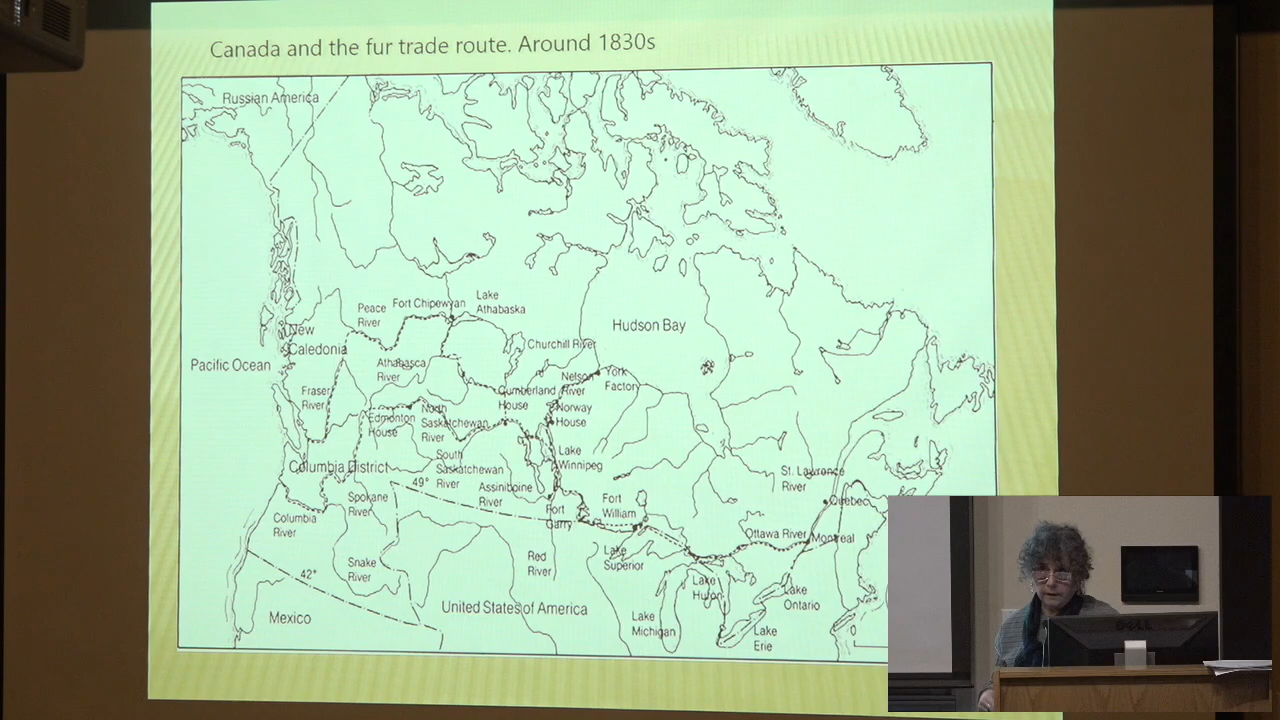 Canada and the fur trade route. Around 1830s
Russian America
Peace
River
Fort Chipewyan
Lake
Athabaska
New
Caledonia
Hudson Bay
Churchill River
Pacific Ocean
Athabasca
River
Nelson
River
York
Factory
Fraser
River
Cumberland
House
Edmonton
House
North
Saskatchewan
River
Norway
House
Columbia District
South
Saskatchewan
River
Lake
Winnipeg
49°
Assiniboine
River
St. Lawrence
River
Spokane
River
Fort
Garry
Fort
William
Quebec
Columbia
River
Ottawa River
Montreal
Snake
River
Red
River
Lake
Superior
42°
Lake
Huron
Lake
Ontario
Mexico
United States of America
Lake
Michigan
Lake
Erie
0
DELL